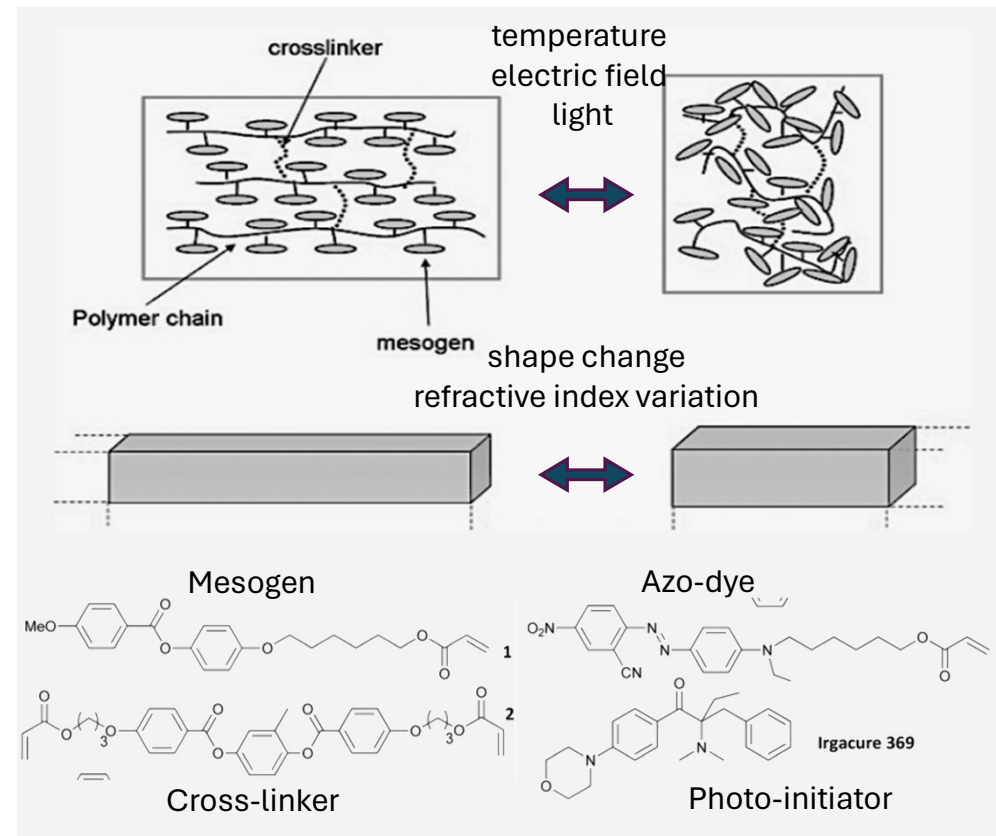 crosslinker
temperature
electric field
light
Polymer chain
mesogen
shape change
refractive index variation
Mesogen
MeO
O
O
O
O
O
1
O
O
3
O
O
O
O
O
O
3
O
O
2
Cross-linker
Azo-dye
O₂N
N
N
CN
N
O
O
O
N
N
O
Irgacure 369
Photo-initiator